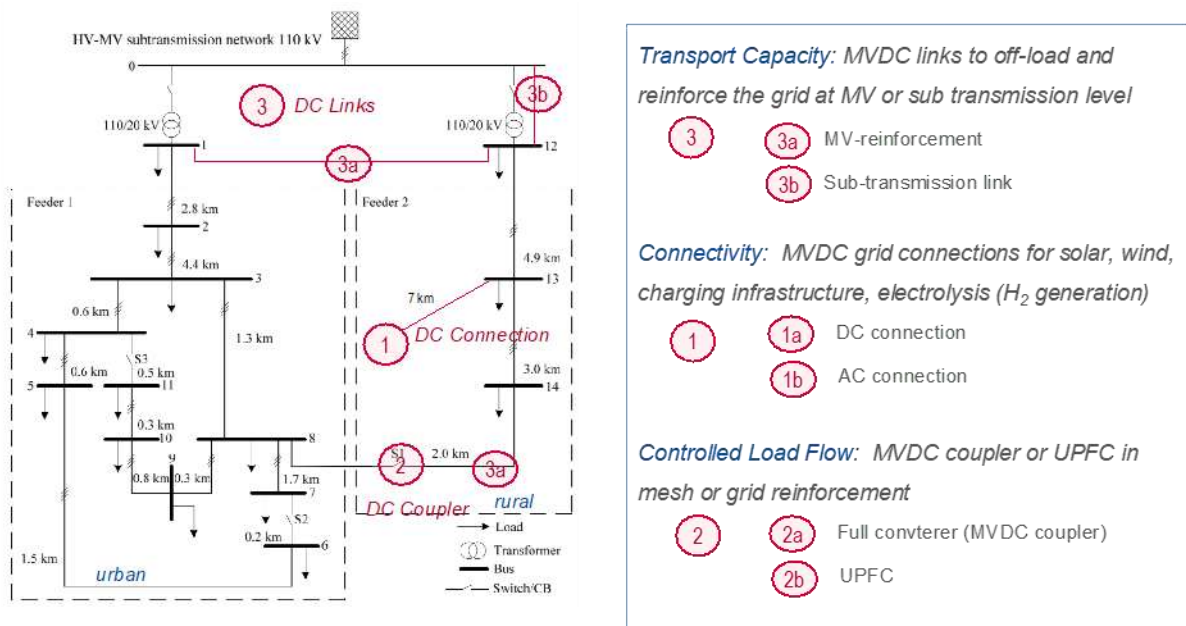 HV-MV subtransmission network 110 kV
0
3 DC Links
3b
110/20 kV
110/20 kV
1
12
3a
Feeder 1
Feeder 2
2.8 km
2
4.4 km
3
4.9 km
13
7 km
0.6 km
1.3 km
1 DC Connection
4
S3
0.6 km
0.5 km
5
11
3.0 km
14
0.3 km
10
8
9
S1
2
2.0 km
3a
0.8 km
0.3 km
1.7 km
7
DC Coupler
rural
S2
0.2 km
6
1.5 km
urban
Load
Transformer
Bus
Switch/CB
Transport Capacity: MVDC links to off-load and
reinforce the grid at MV or sub transmission level
3
3a MV-reinforcement
3b Sub-transmission link
Connectivity: MVDC grid connections for solar, wind,
charging infrastructure, electrolysis (H2 generation)
1
1a DC connection
1b AC connection
Controlled Load Flow: MVDC coupler or UPFC in
mesh or grid reinforcement
2
2a Full convterer (MVDC coupler)
2b UPFC